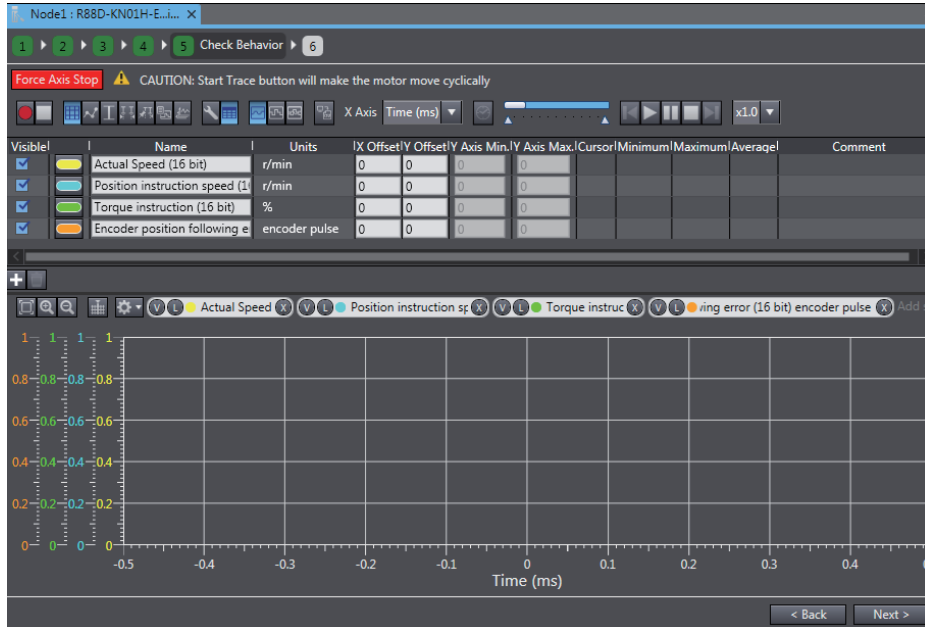 Node1 : R88D-KN01H-E...i... X
1 2 3 4 5 Check Behavior 6
Force Axis Stop CAUTION: Start Trace button will make the motor move cyclically
X Axis Time (ms) x1.0
Visible Name Units X Offset Y Offset Y Axis Min. Y Axis Max. Cursor Minimum Maximum Average Comment
Actual Speed (16 bit) r/min 0 0 0 0
Position instruction speed (1 r/min 0 0 0 0
Torque instruction (16 bit) % 0 0 0 0
Encoder position following e encoder pulse 0 0 0 0
V L Actual Speed X V L Position instruction sp X V L Torque instruc X V L ving error (16 bit) encoder pulse X Add
1 1 1 1
0.8 0.8 0.8 0.8
0.6 0.6 0.6 0.6
0.4 0.4 0.4 0.4
0.2 0.2 0.2 0.2
0 0 0 0
-0.5 -0.4 -0.3 -0.2 -0.1 0 0.1 0.2 0.3 0.4
Time (ms)
< Back Next >